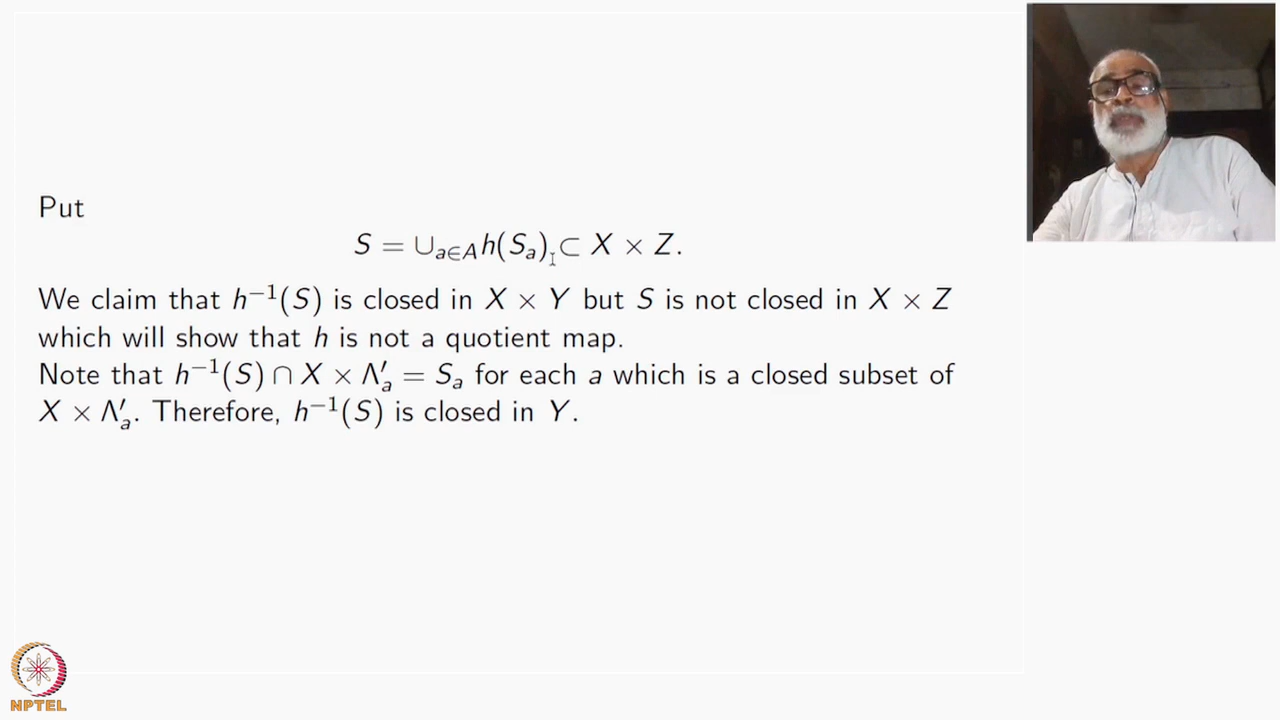 Put
S = ∪_{a∈A} h(S_a) ⊂ X × Z.
We claim that h⁻¹(S) is closed in X × Y but S is not closed in X × Z
which will show that h is not a quotient map.
Note that h⁻¹(S) ∩ X × Λ′_a = S_a for each a which is a closed subset of
X × Λ′_a. Therefore, h⁻¹(S) is closed in Y.
NPTEL